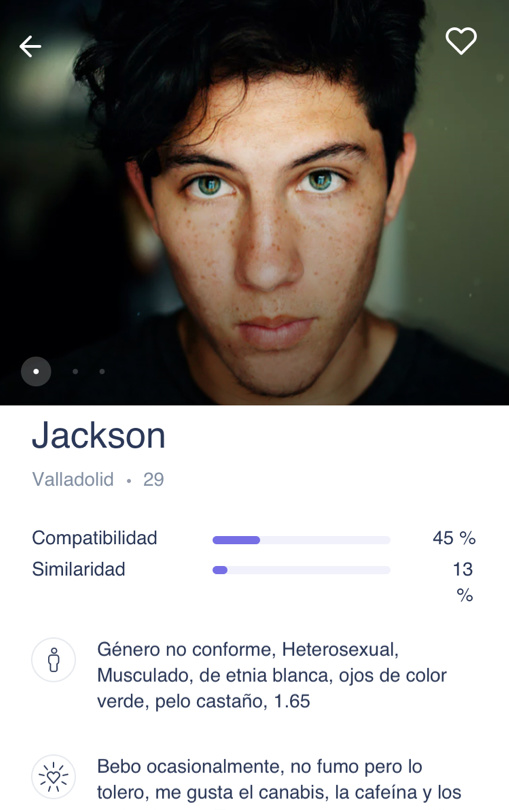 Jackson
Valladolid • 29
Compatibilidad 45 %
Similaridad 13
%
Género no conforme, Heterosexual,
Musculado, de etnia blanca, ojos de color
verde, pelo castaño, 1.65
Bebo ocasionalmente, no fumo pero lo
tolero, me gusta el canabis, la cafeína y los